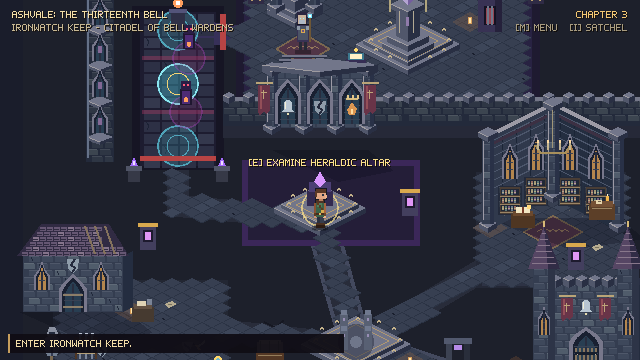 ASHVALE: THE THIRTEENTH BELL
IRONWATCH KEEP - CITADEL OF BELL WARDENS
CHAPTER 3
[M] MENU [I] SATCHEL
[E] EXAMINE HERALDIC ALTAR
ENTER IRONWATCH KEEP.